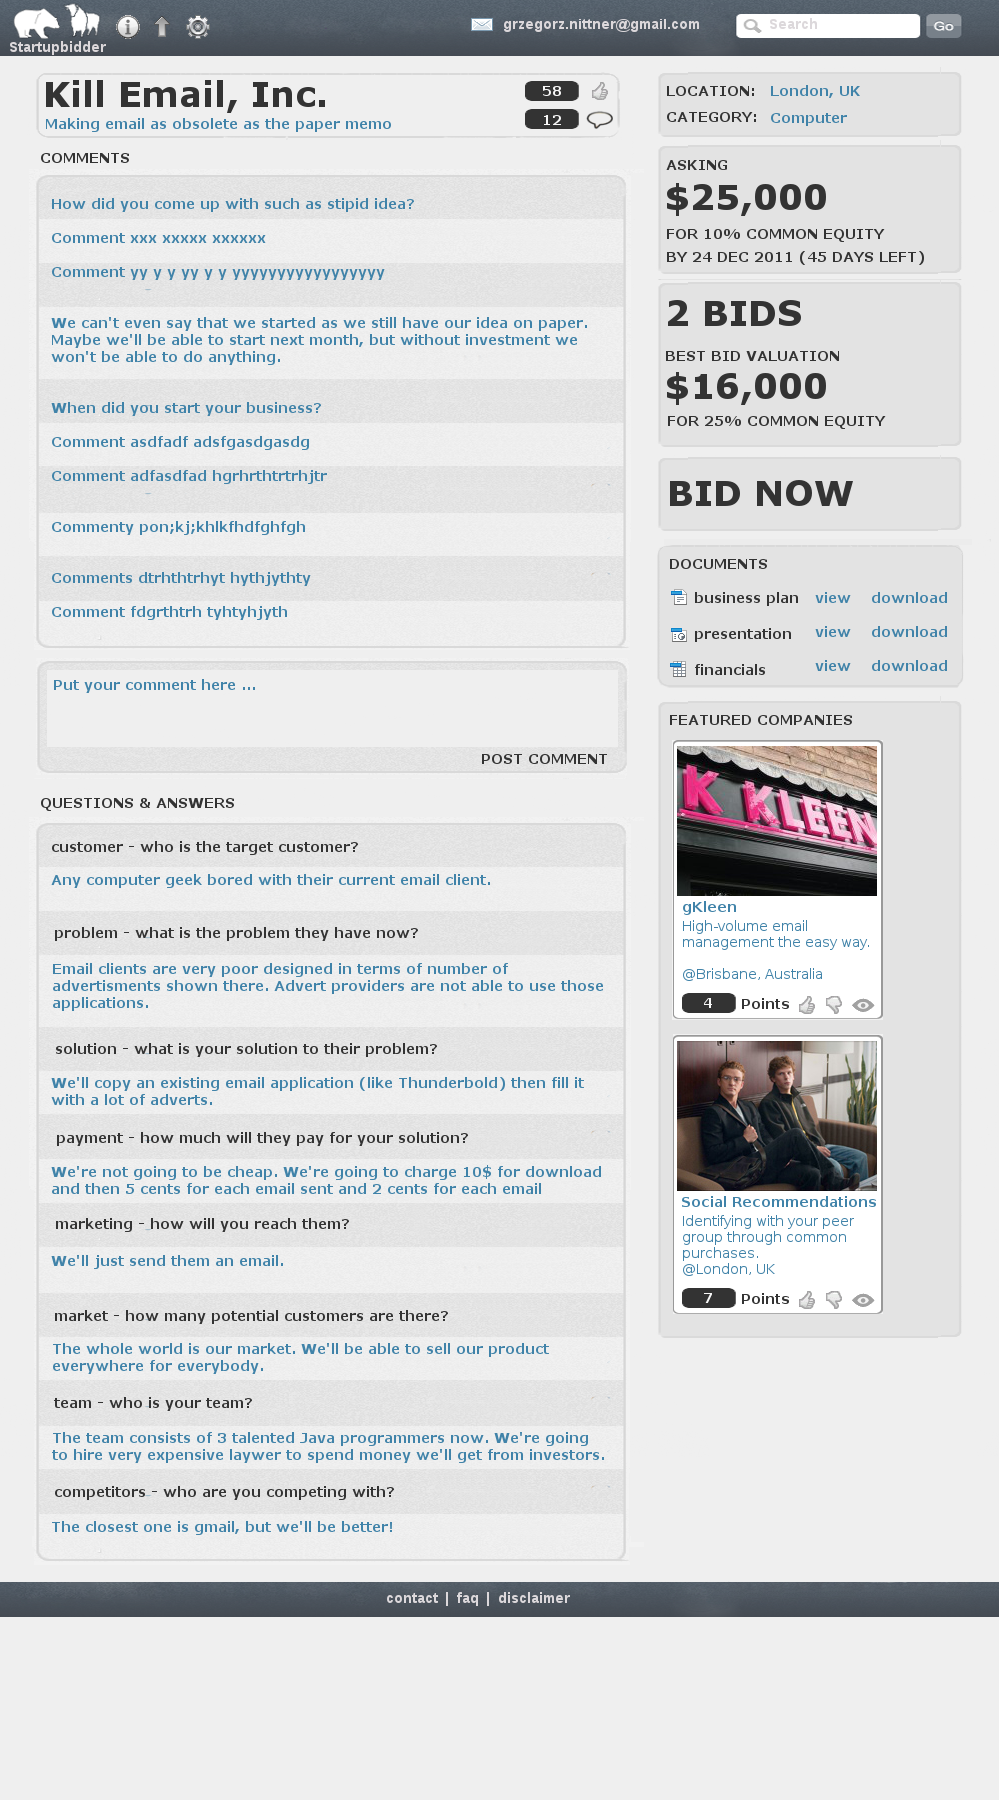 Startupbidder
grzegorz.nittner@gmail.com
Search
Go
Kill Email, Inc.
58
Making email as obsolete as the paper memo
12
COMMENTS
How did you come up with such as stipid idea?
Comment xxx xxxxx xxxxxx
Comment yy y y yy y y yyyyyyyyyyyyyyyyy
We can't even say that we started as we still have our idea on paper.
Maybe we'll be able to start next month, but without investment we
won't be able to do anything.
When did you start your business?
Comment asdfadf adsfgasdgasdg
Comment adfasdfad hgrhrthtrtrhjtr
Commenty pon;kj;khlkfhdfghfgh
Comments dtrhthtrhyt hythjythty
Comment fdgrthtrh tyhtyhjyth
Put your comment here ...
POST COMMENT
QUESTIONS & ANSWERS
customer - who is the target customer?
Any computer geek bored with their current email client.
problem - what is the problem they have now?
Email clients are very poor designed in terms of number of
advertisments shown there. Advert providers are not able to use those
applications.
solution - what is your solution to their problem?
We'll copy an existing email application (like Thunderbold) then fill it
with a lot of adverts.
payment - how much will they pay for your solution?
We're not going to be cheap. We're going to charge 10$ for download
and then 5 cents for each email sent and 2 cents for each email
marketing - how will you reach them?
We'll just send them an email.
market - how many potential customers are there?
The whole world is our market. We'll be able to sell our product
everywhere for everybody.
team - who is your team?
The team consists of 3 talented Java programmers now. We're going
to hire very expensive laywer to spend money we'll get from investors.
competitors - who are you competing with?
The closest one is gmail, but we'll be better!
LOCATION: London, UK
CATEGORY: Computer
ASKING
$25,000
FOR 10% COMMON EQUITY
BY 24 DEC 2011 (45 DAYS LEFT)
2 BIDS
BEST BID VALUATION
$16,000
FOR 25% COMMON EQUITY
BID NOW
DOCUMENTS
business plan view download
presentation view download
financials view download
FEATURED COMPANIES
K KLEEN
gKleen
High-volume email
management the easy way.
@Brisbane, Australia
4 Points
Social Recommendations
Identifying with your peer
group through common
purchases.
@London, UK
7 Points
contact | faq | disclaimer